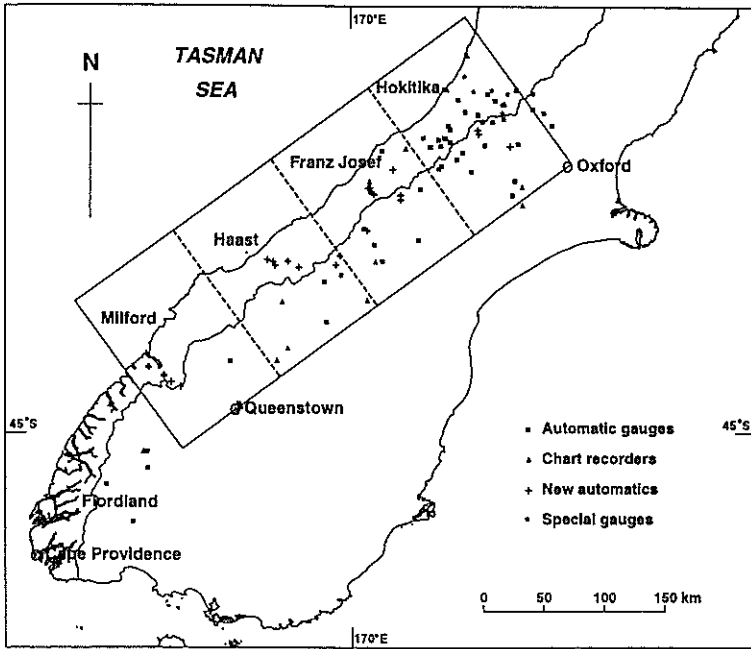 170°E
N
TASMAN
SEA
Hokitika
Franz Josef
Oxford
Haast
Milford
Queenstown
45°S
45°S
Automatic gauges
Chart recorders
New automatics
Special gauges
Fiordland
Cape Providence
0 50 100 150 km
170°E